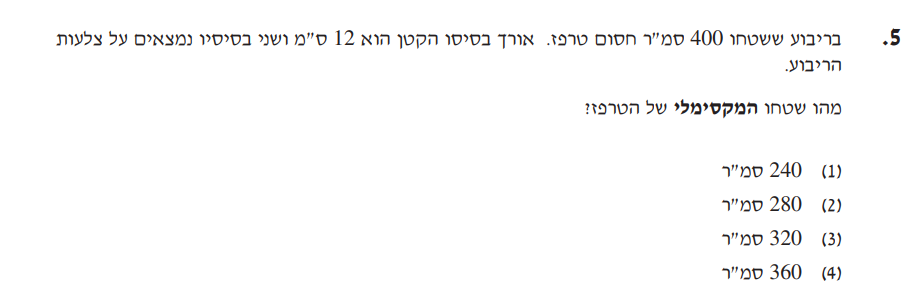 5. בריבוע ששטחו 400 סמ"ר חסום טרפז. אורך בסיסו הקטן הוא 12 ס"מ ושני בסיסיו נמצאים על צלעות
הריבוע.
מהו שטחו המקסימלי של הטרפז?
(1) 240 סמ"ר
(2) 280 סמ"ר
(3) 320 סמ"ר
(4) 360 סמ"ר